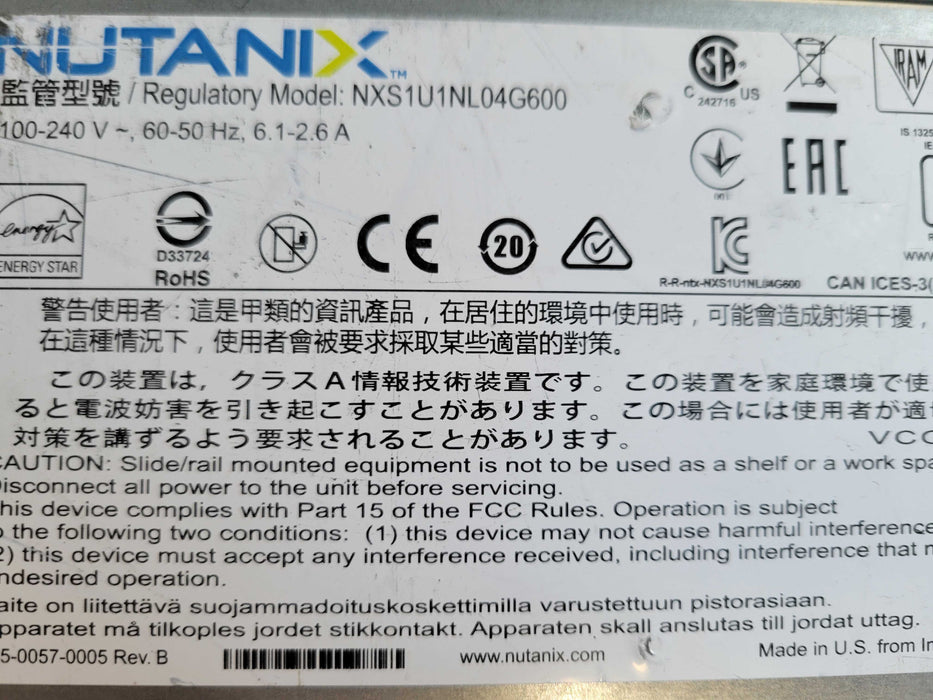 NUTANIX™
監管型號 / Regulatory Model: NXS1U1NL04G600
100-240 V ~, 60-50 Hz, 6.1-2.6 A
SA
C US
242716
IRAM
001
EAC
IS 1325
IE
R
www
energy
ENERGY STAR
D33724
RoHS
CE
20
KC
R-R-ntx-NXS1U1NL04G600
CAN ICES-3(
警告使用者：這是甲類的資訊產品，在居住的環境中使用時，可能會造成射頻干擾，
在這種情況下，使用者會被要求採取某些適當的對策。
この装置は，クラスA情報技術装置です。この装置を家庭環境で使
ると電波妨害を引き起こすことがあります。この場合には使用者が適
対策を講ずるよう要求されることがあります。
VCC
CAUTION: Slide/rail mounted equipment is not to be used as a shelf or a work spa
Disconnect all power to the unit before servicing.
his device complies with Part 15 of the FCC Rules. Operation is subject
o the following two conditions: (1) this device may not cause harmful interference
2) this device must accept any interference received, including interference that m
ndesired operation.
aite on liitettävä suojammadoituskoskettimilla varustettuun pistorasiaan.
pparatet må tilkoples jordet stikkontakt. Apparaten skall anslutas till jordat uttag.
5-0057-0005 Rev. B
www.nutanix.com
Made in U.S. from In